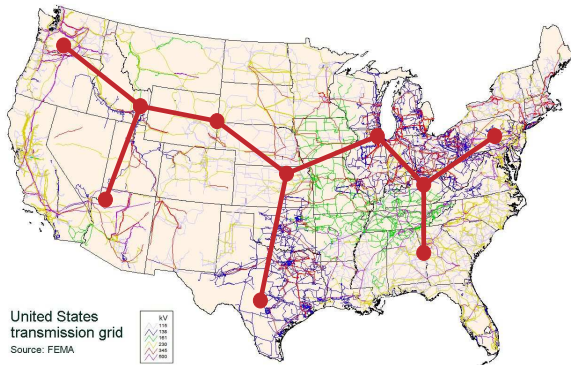 United States
transmission grid
Source: FEMA
kV
115
138
161
230
345
500